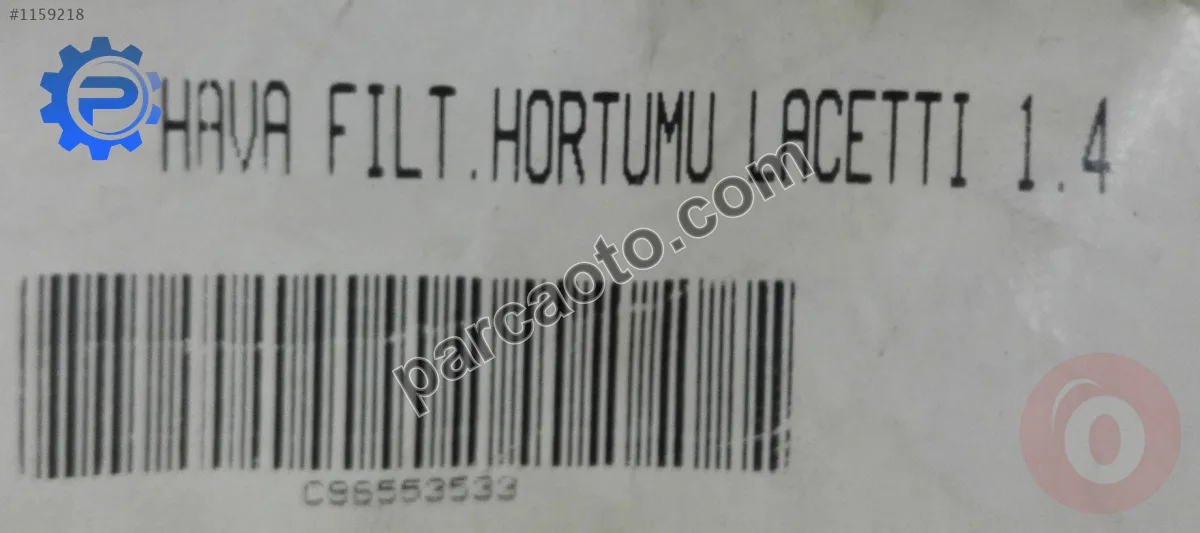 #1159218
HAVA FILT.HORTUMU LACETTI 1.4
parcaoto.com
C96553533